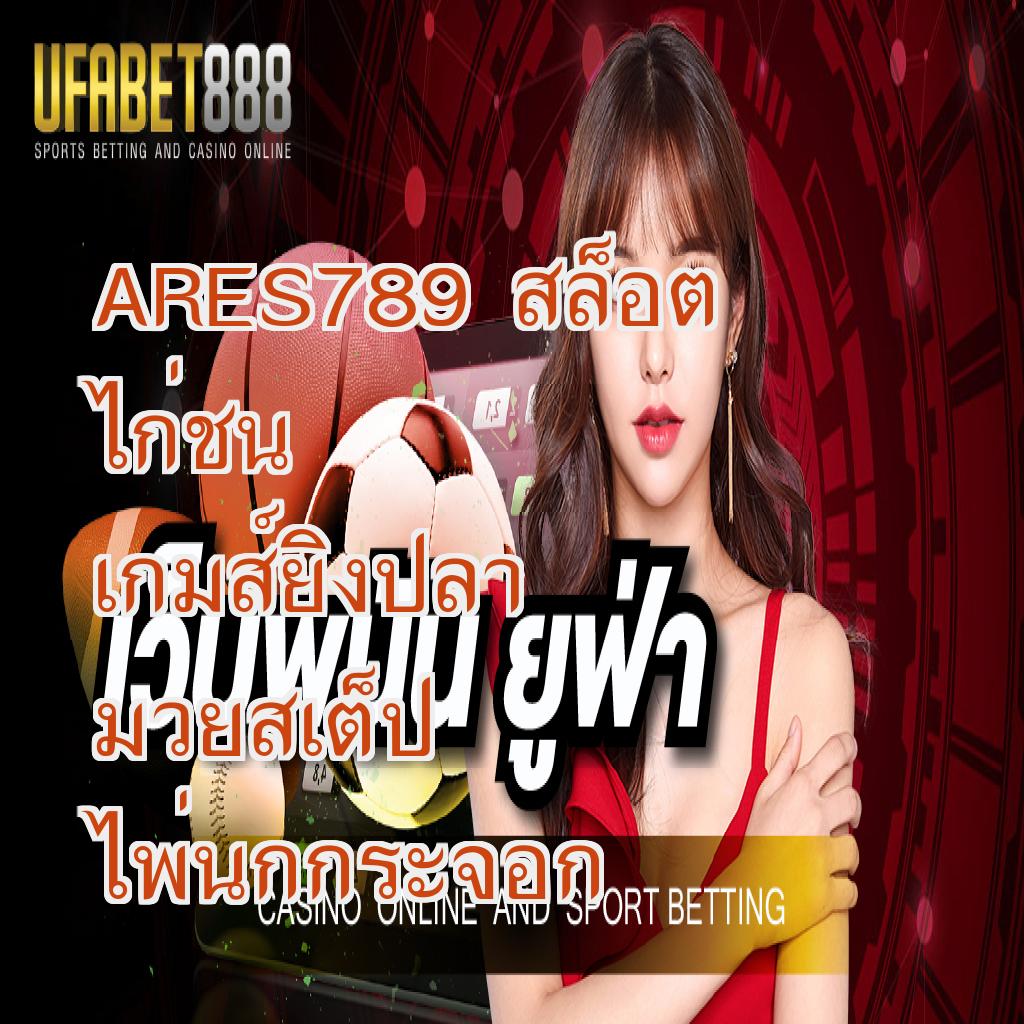 UFABET888
SPORTS BETTING AND CASINO ONLINE
ARES789 สล็อต
ไก่ชน
เกมส์ยิงปลา
เว็บพนัน ยูฟ่า
มวยสเต็ป
ไพ่นกกระจอก
CASINO ONLINE AND SPORT BETTING